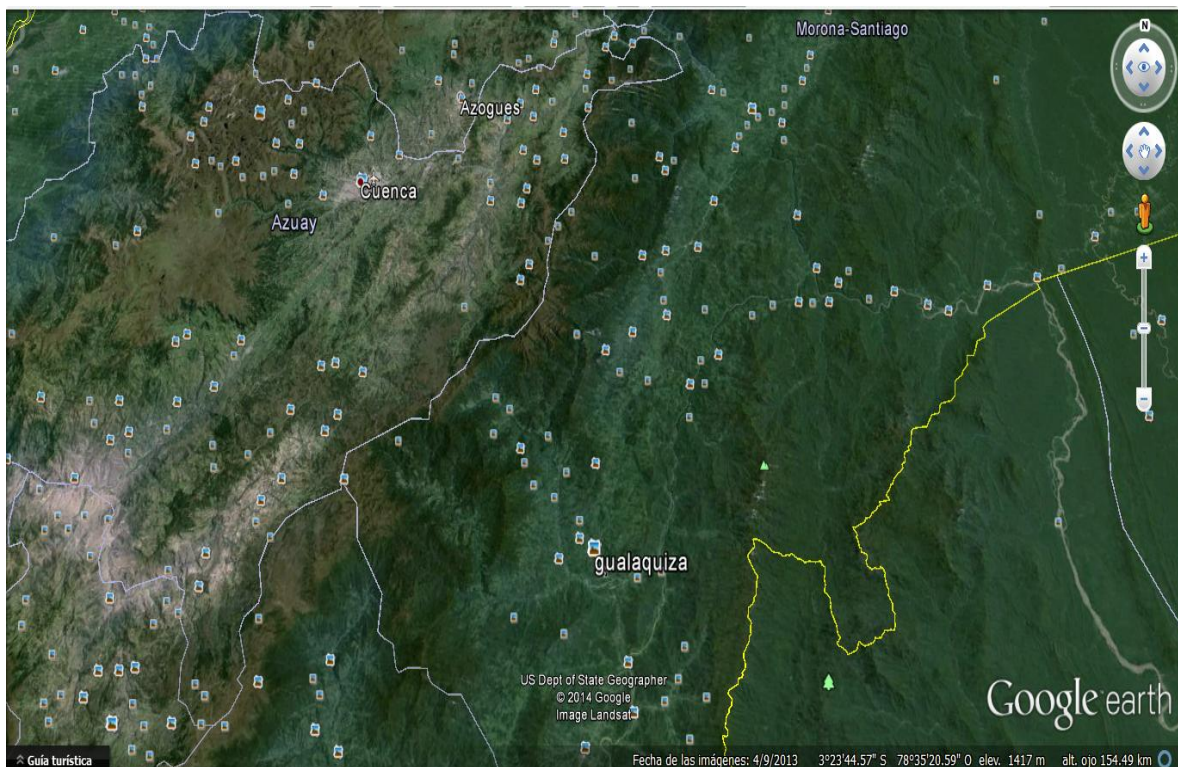 Morona-Santiago
N
Azogues
Cuenca
Azuay
gualaquiza
US Dept of State Geographer
© 2014 Google
Image Landsat
Google earth
Guía turística
Fecha de las imágenes: 4/9/2013 3°23'44.57" S 78°35'20.59" O elev. 1417 m alt. ojo 154.49 km